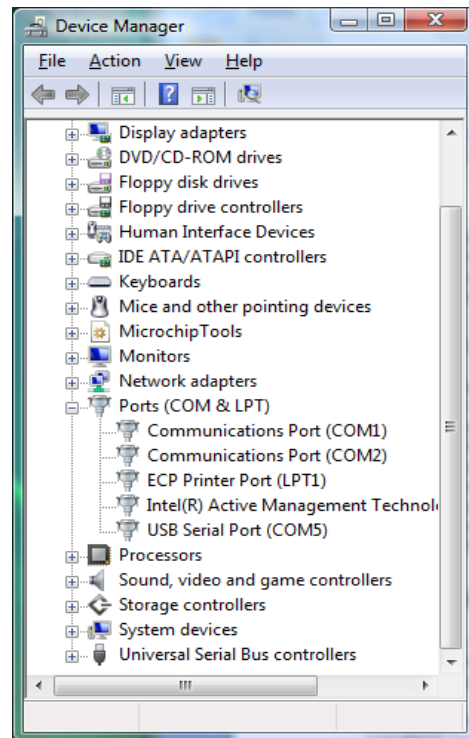 Device Manager
File Action View Help
Display adapters
DVD/CD-ROM drives
Floppy disk drives
Floppy drive controllers
Human Interface Devices
IDE ATA/ATAPI controllers
Keyboards
Mice and other pointing devices
MicrochipTools
Monitors
Network adapters
Ports (COM & LPT)
Communications Port (COM1)
Communications Port (COM2)
ECP Printer Port (LPT1)
Intel(R) Active Management Technol
USB Serial Port (COM5)
Processors
Sound, video and game controllers
Storage controllers
System devices
Universal Serial Bus controllers